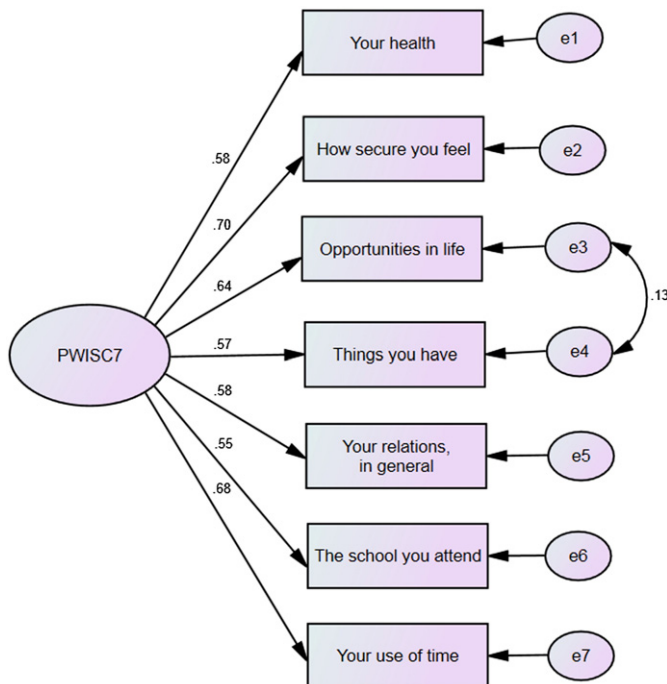 Your health
e1
How secure you feel
e2
.58
.70
Opportunities in life
e3
.64
.13
PWISC7
.57
Things you have
e4
.58
Your relations,
in general
e5
.55
.68
The school you attend
e6
Your use of time
e7